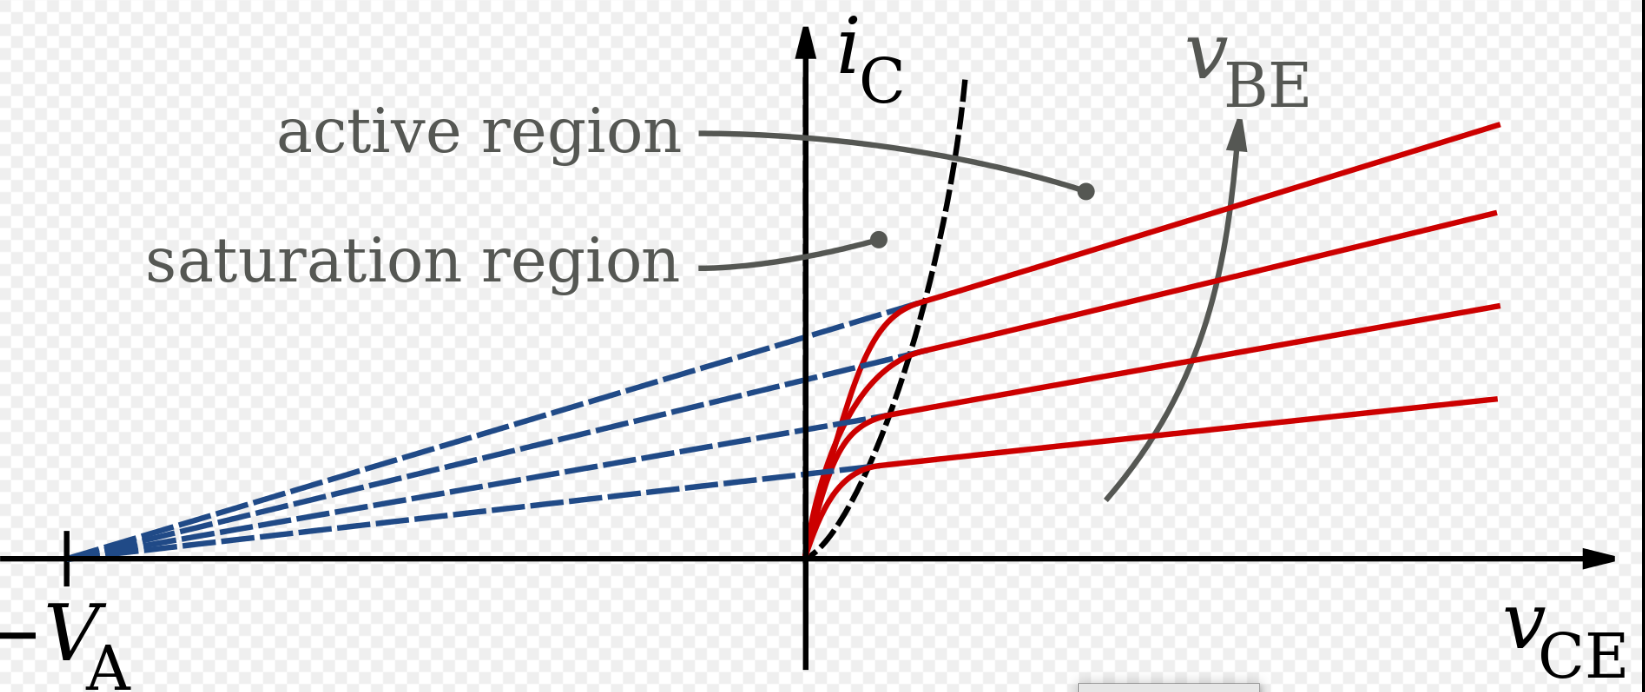 i_C
v_BE
active region
saturation region
−V_A
v_CE